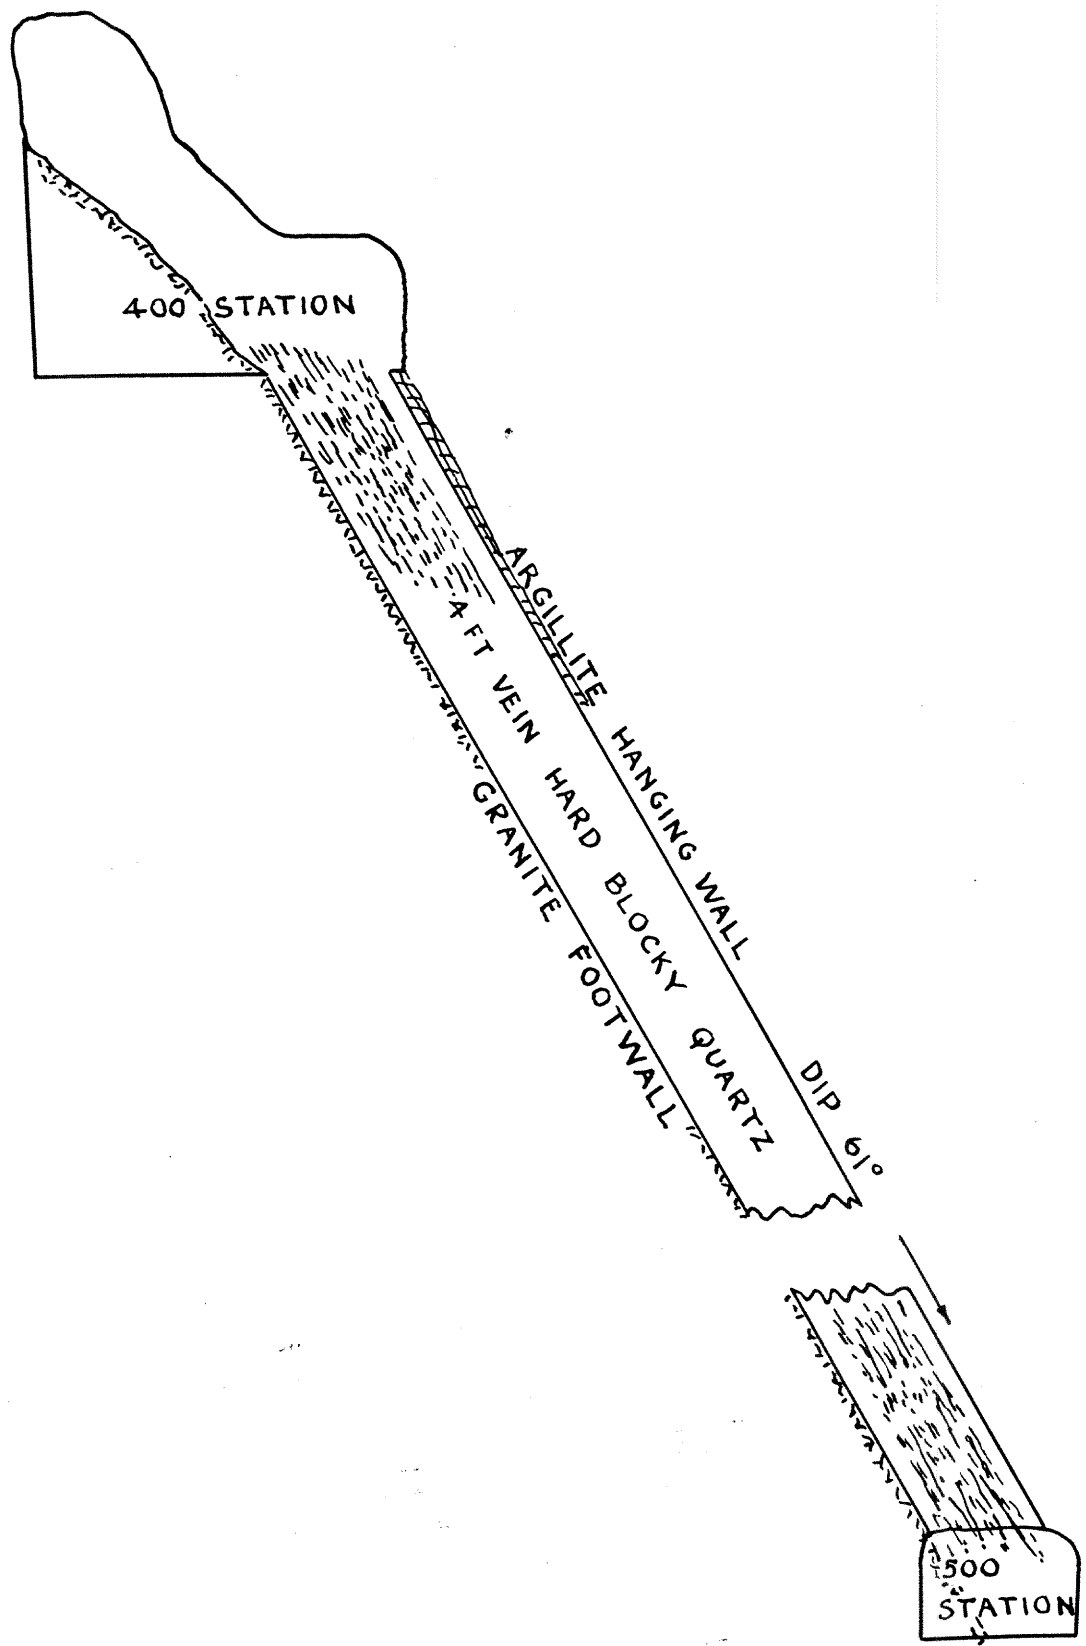 400 STATION
ARGILLITE HANGING WALL
4 FT VEIN HARD BLOCKY QUARTZ
GRANITE FOOTWALL
DIP 61°
500
STATION